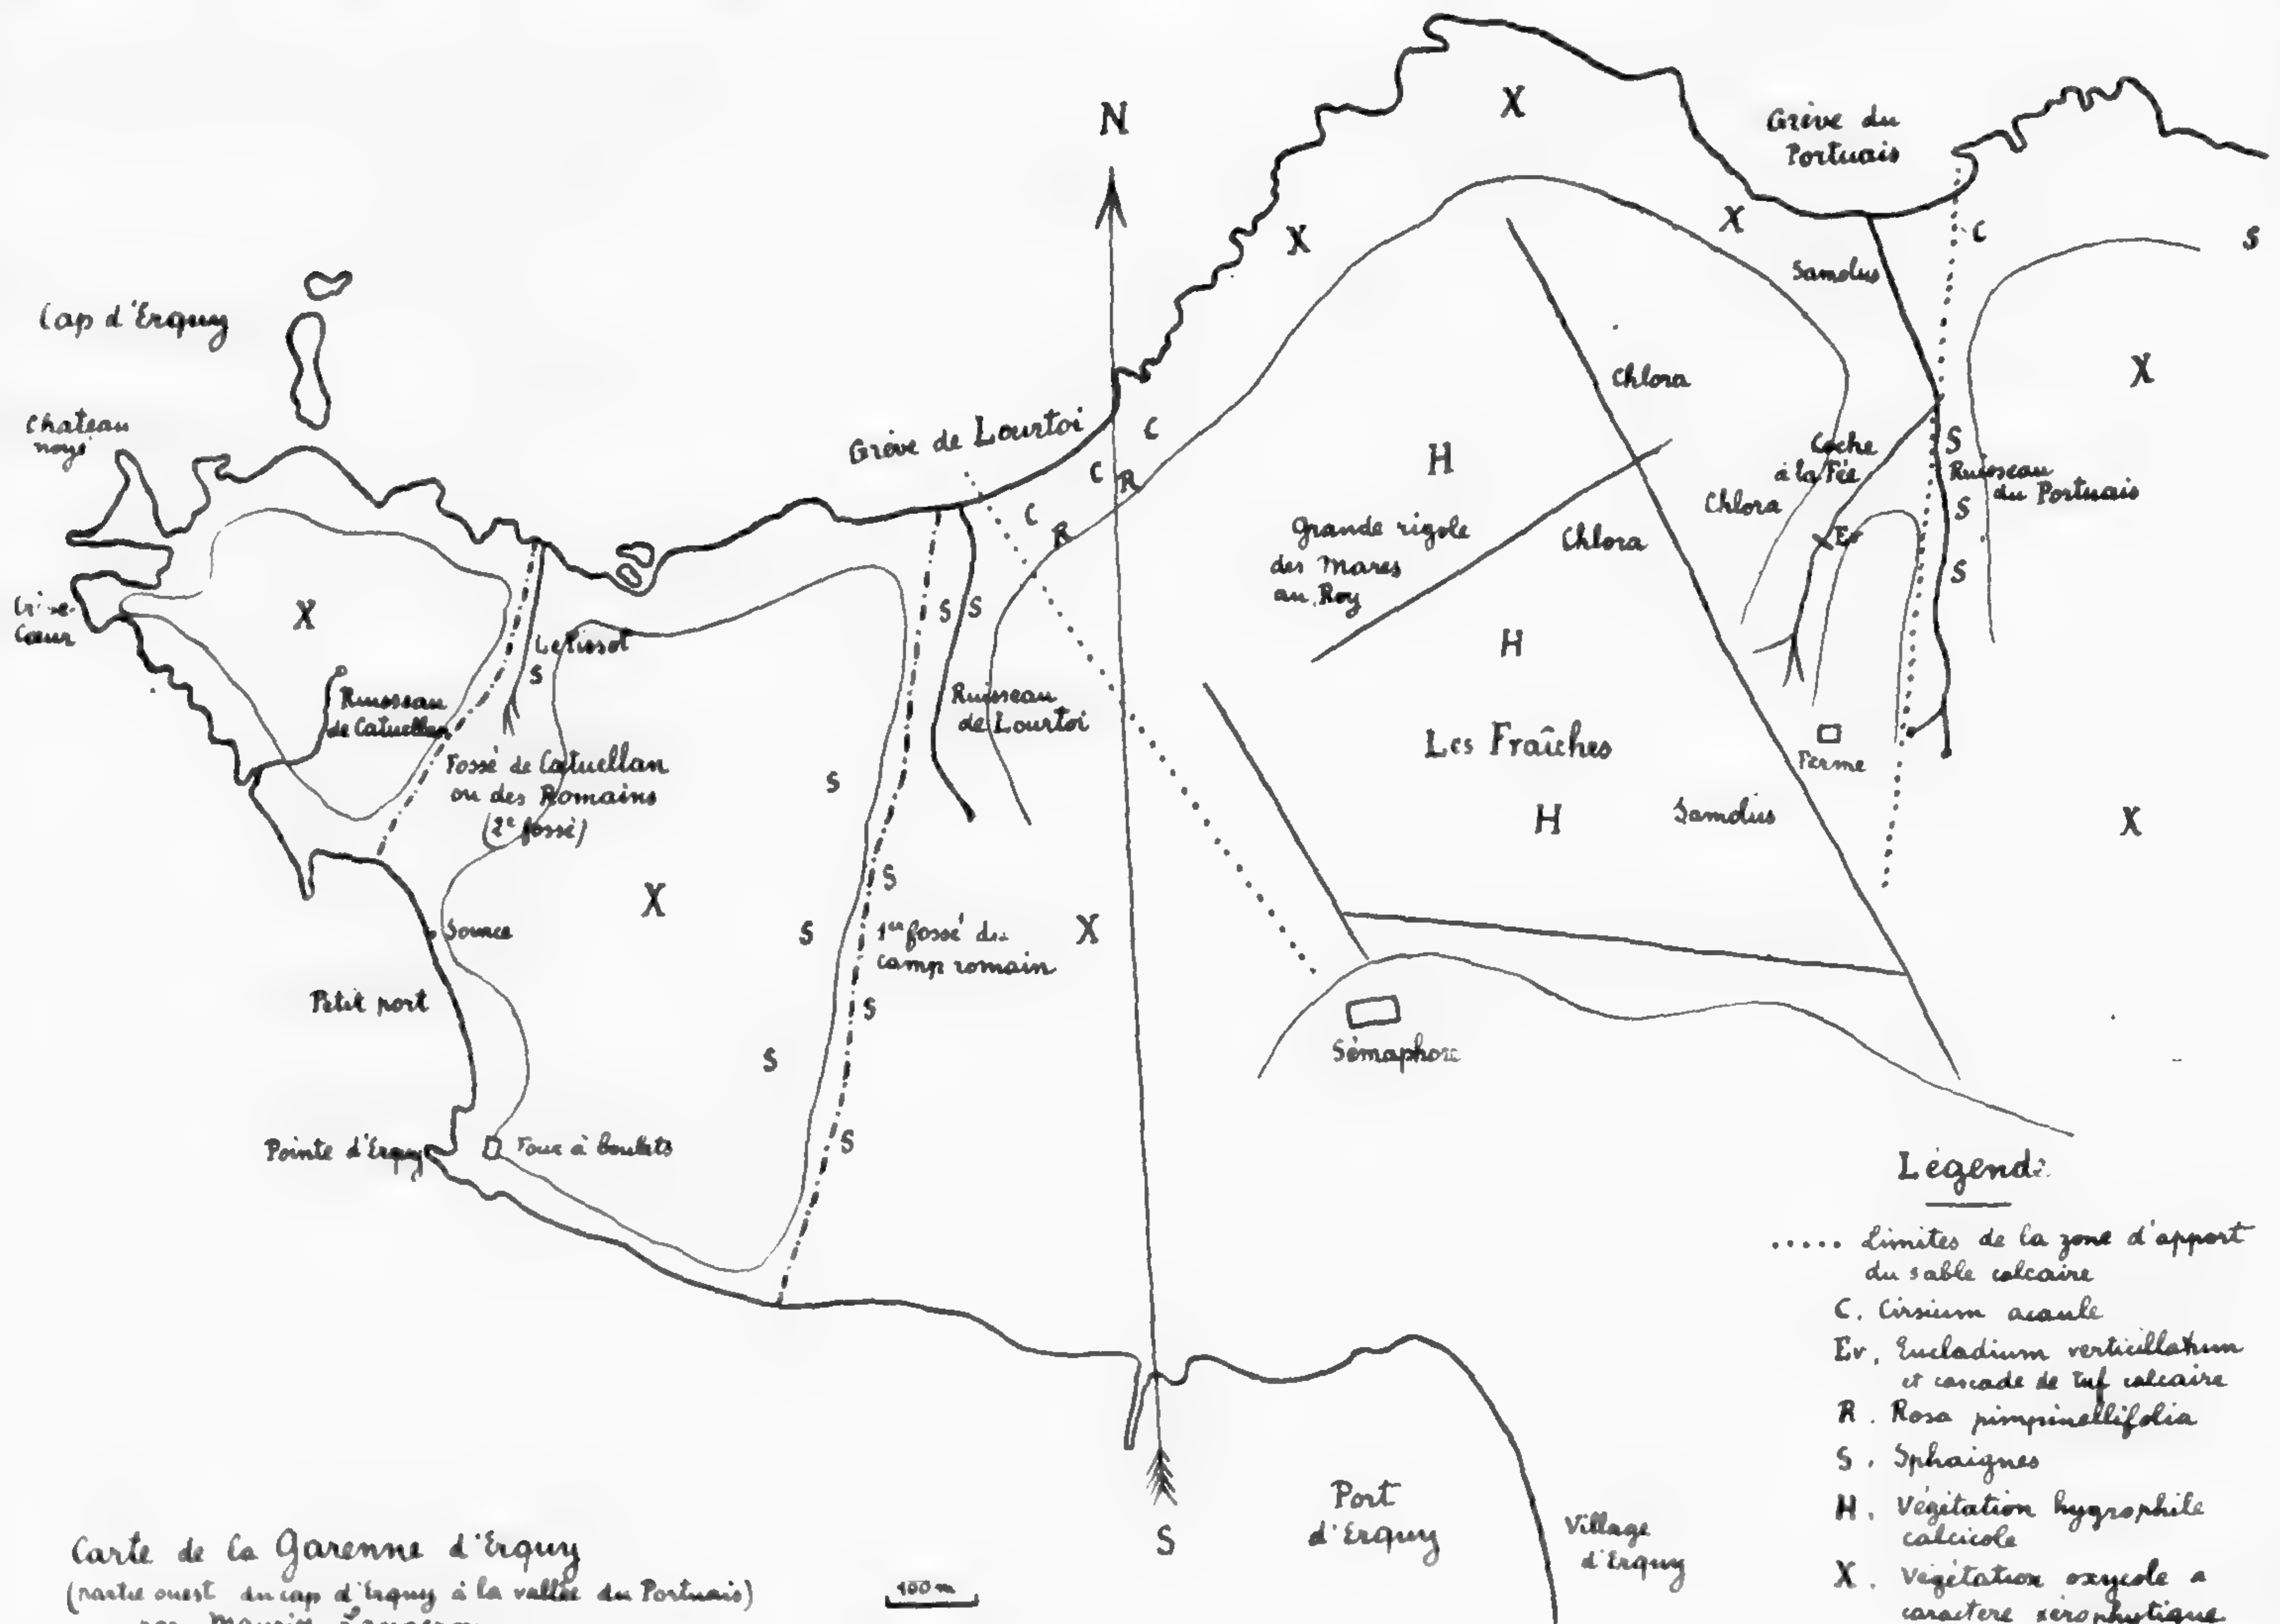 N
X
Grève du
Portuais
X
X
C
S
Samolus
Cap d'Erquy
X
Chlora
Chateau
noyé
Grève de Lourtoi
C
C
R
H
Coche
à la Fée
S
Ruisseau
du Portuais
C
R
Chlora
S
Grande rigole
des Mares
au Roy
Chlora
Ev
S
Cœur
X
S
S
Le Pissot
S
H
Ruisseau
de Catuellan
Ruisseau
de Lourtoi
Les Fraîches
Ferme
Fossé de Catuellan
ou des Romains
(2e fossé)
S
Samolus
H
X
X
S
S
1er fossé du
camp romain
X
Source
Petit port
S
S
Sémaphore
Pointe d'Erquy
Four à boulets
S
Légende
..... Limites de la zone d'apport
du sable calcaire
C. Cirsium acaule
Ev. Eucladium verticillatum
et cascade de tuf calcaire
R. Rosa pimpinellifolia
S. Sphaignes
H. Végétation hygrophile
calcicole
X. Végétation oxycole a
caractère xérophytique
Port
d'Erquy
S
Village
d'Erquy
100 m
Carte de la Garenne d'Erquy
(partie ouest du cap d'Erquy à la vallée du Portuais)